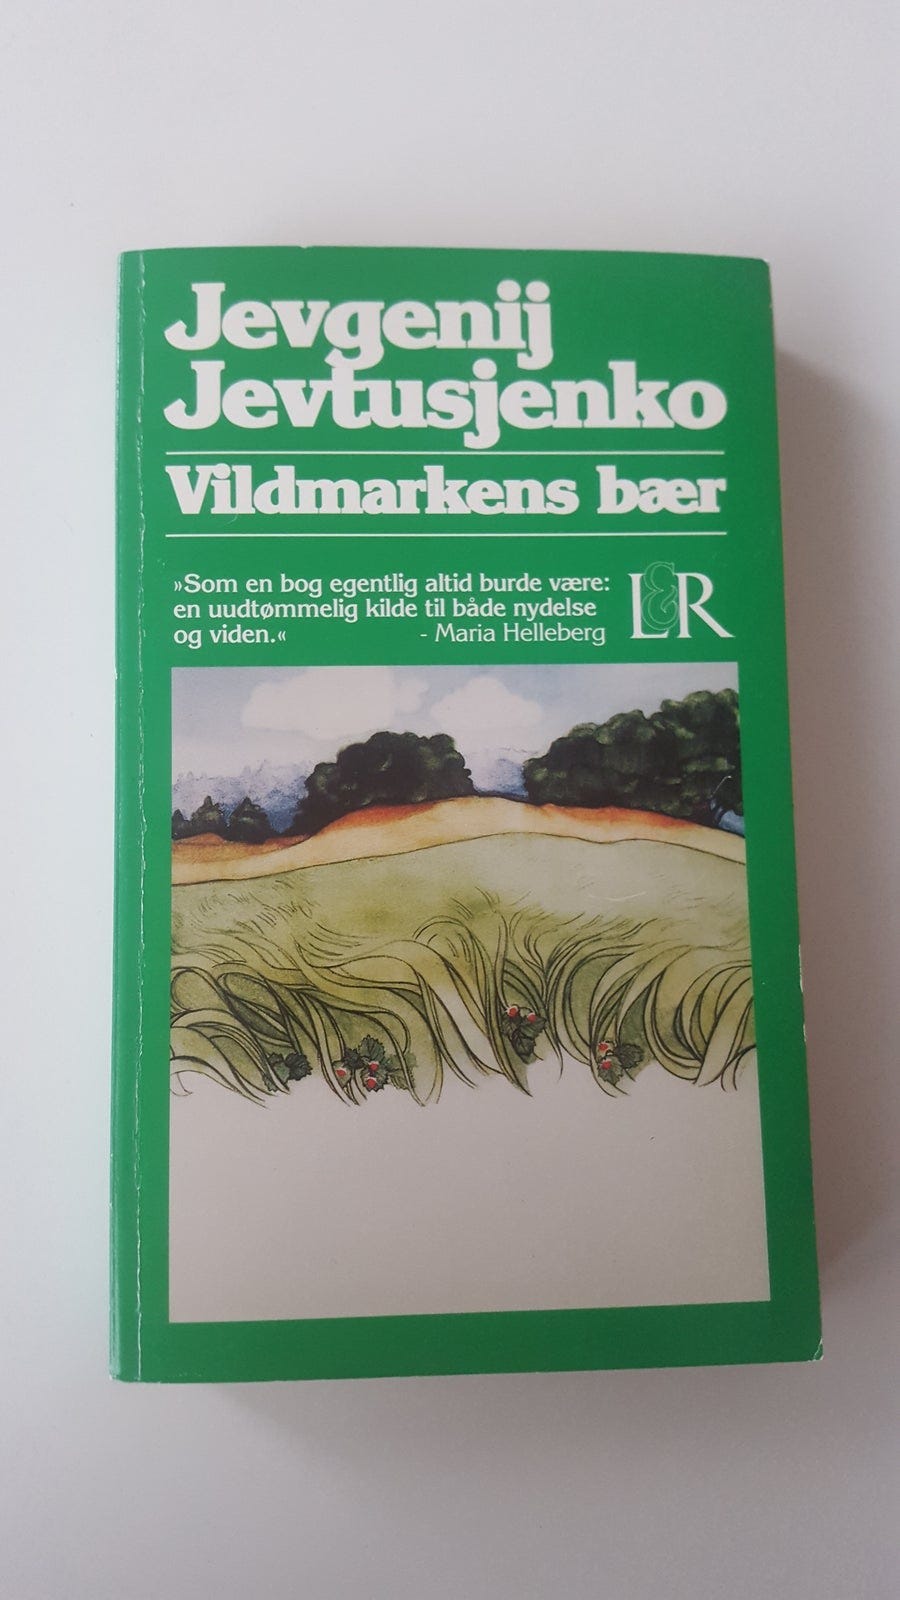 Jevgenij
Jevtusjenko
Vildmarkens bær
»Som en bog egentlig altid burde være:
en uudtømmelig kilde til både nydelse
og viden.« - Maria Helleberg
L&R